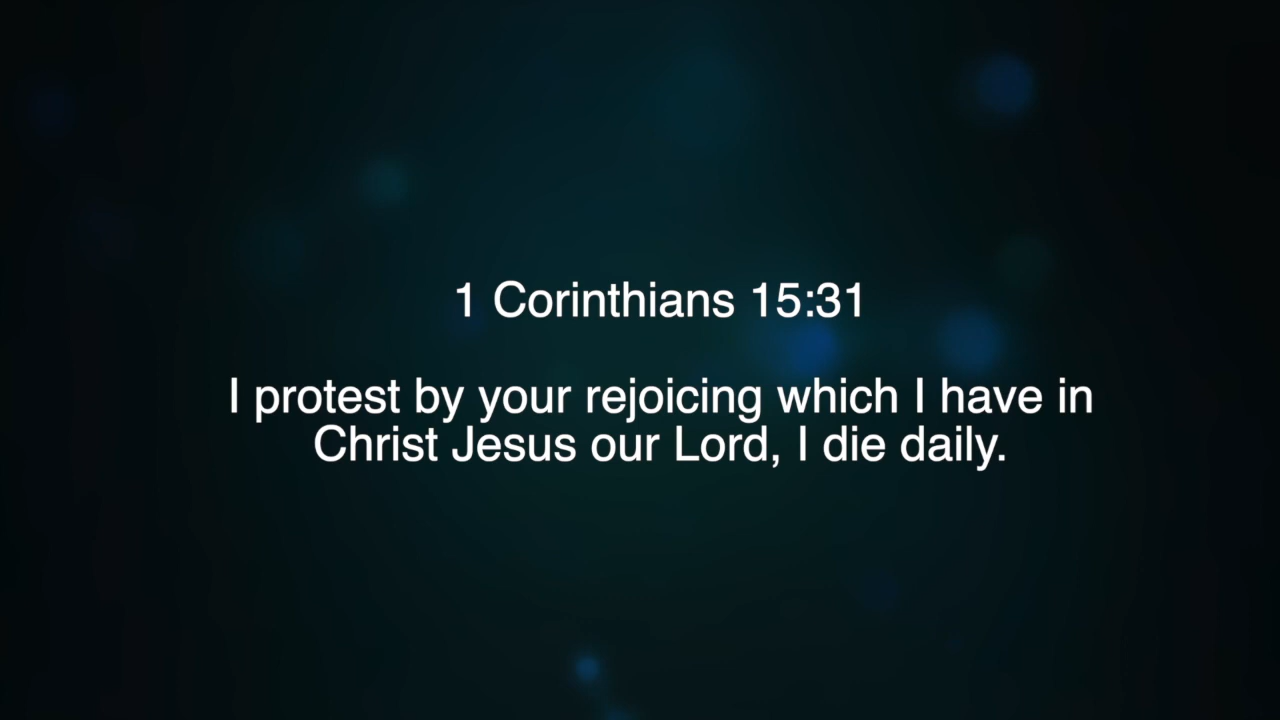 1 Corinthians 15:31
I protest by your rejoicing which I have in
Christ Jesus our Lord, I die daily.